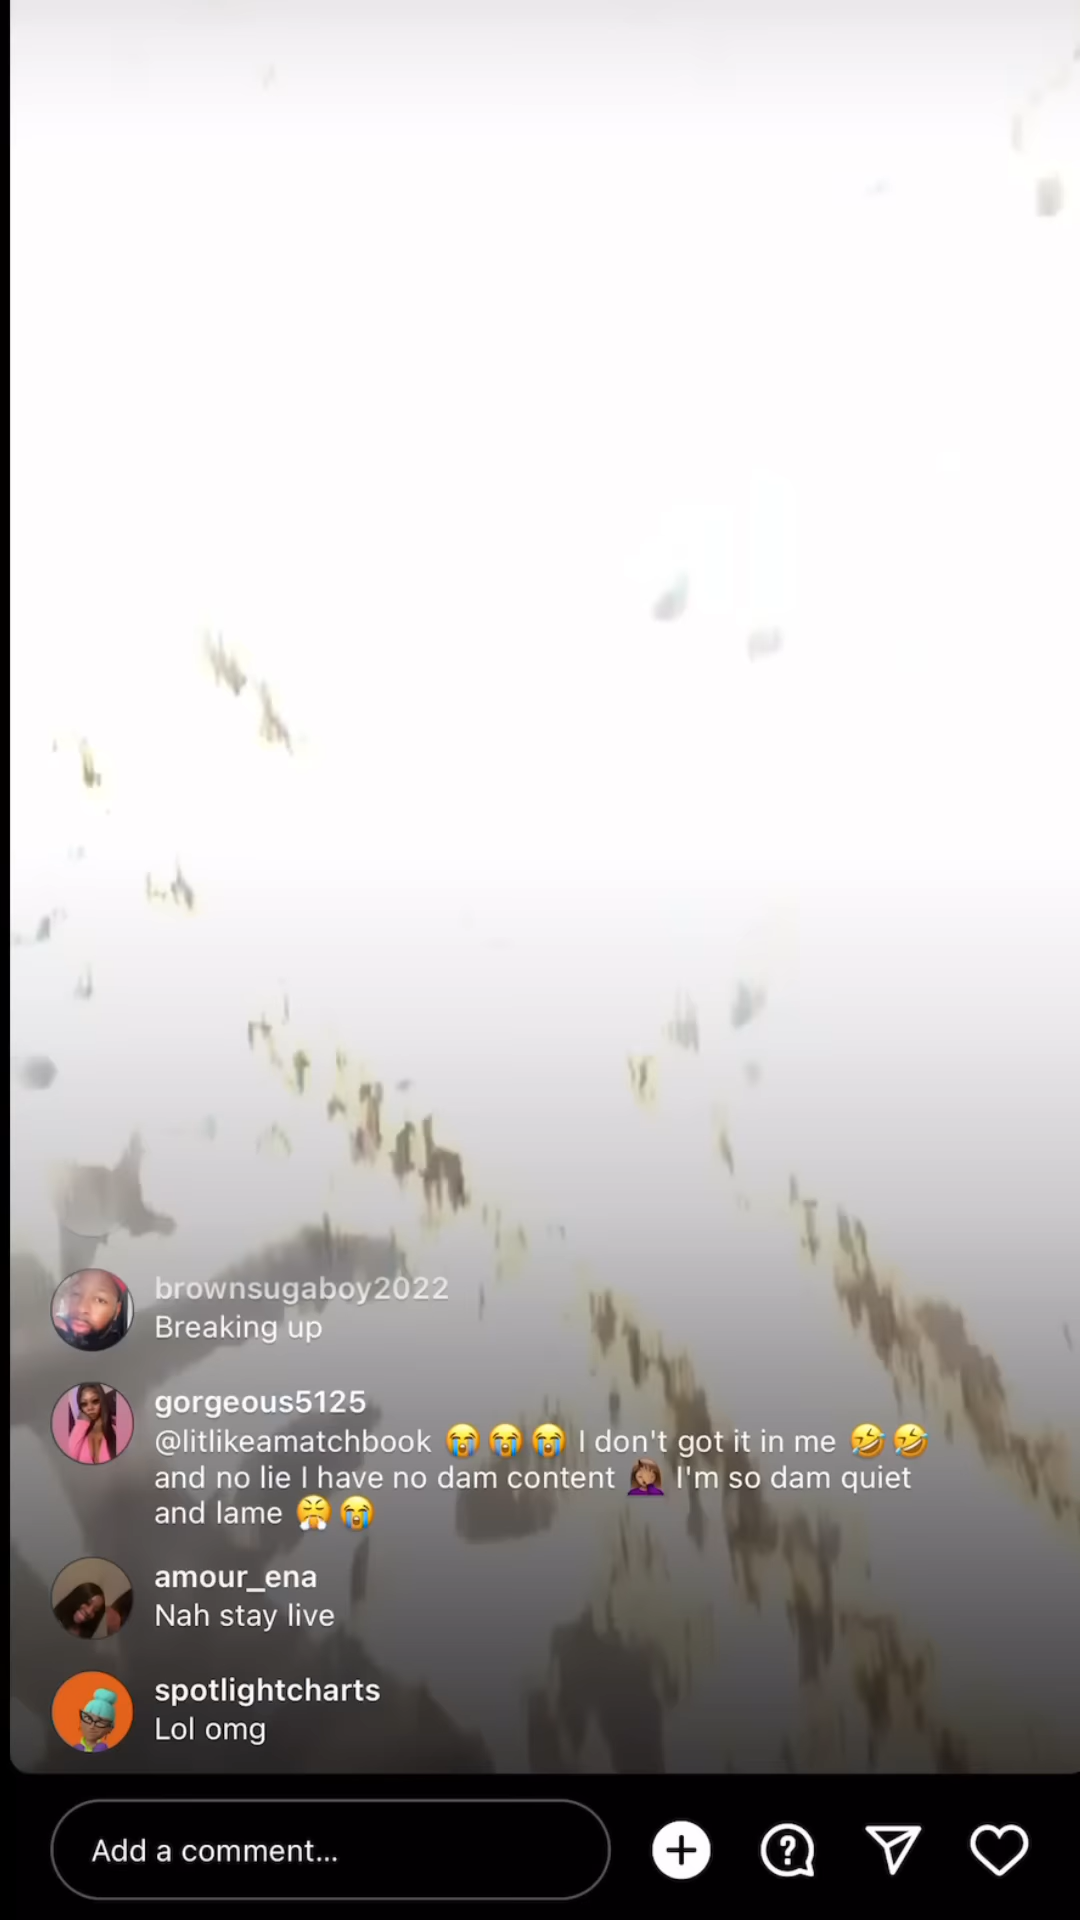 brownsugaboy2022
Breaking up
gorgeous5125
@litlikeamatchbook 😭😭😭 I don't got it in me 🤣🤣
and no lie I have no dam content 🤦🏽‍♀️ I'm so dam quiet
and lame 😤😭
amour_ena
Nah stay live
spotlightcharts
Lol omg
Add a comment...